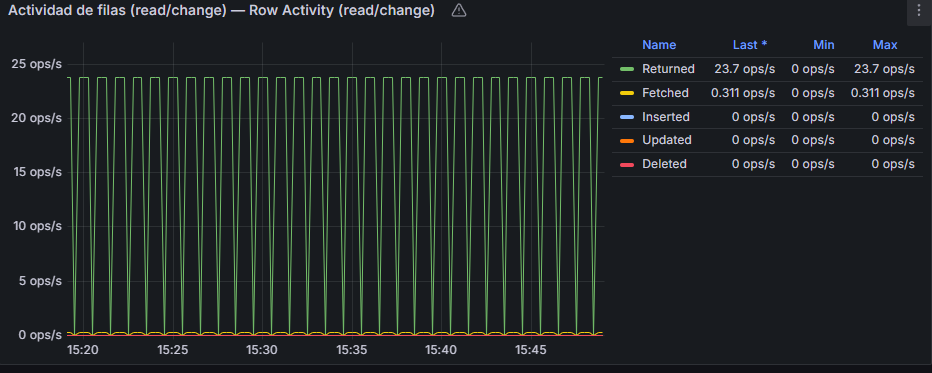 Actividad de filas (read/change) — Row Activity (read/change)
Name Last * Min Max
Returned 23.7 ops/s 0 ops/s 23.7 ops/s
Fetched 0.311 ops/s 0 ops/s 0.311 ops/s
Inserted 0 ops/s 0 ops/s 0 ops/s
Updated 0 ops/s 0 ops/s 0 ops/s
Deleted 0 ops/s 0 ops/s 0 ops/s
25 ops/s
20 ops/s
15 ops/s
10 ops/s
5 ops/s
0 ops/s
15:20 15:25 15:30 15:35 15:40 15:45